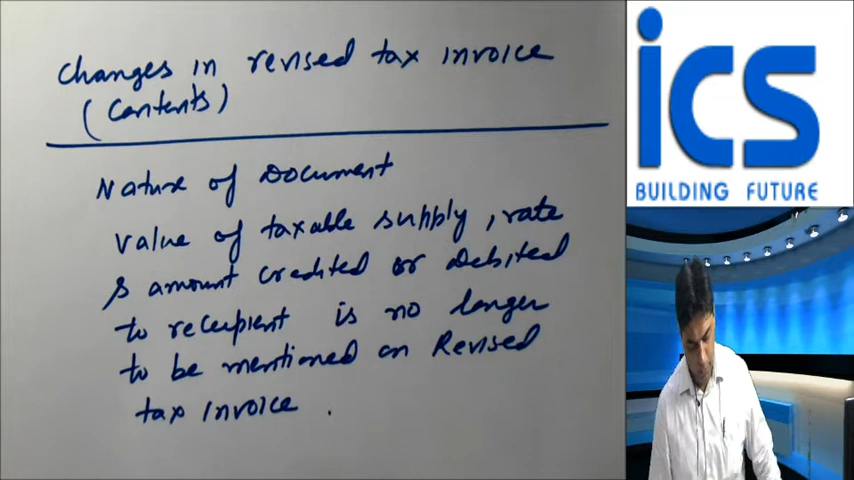 Changes in revised tax invoice
(Contents)
Nature of Document
value of taxable supply, rate
& amount credited or Debited
to recepient is no longer
to be mentioned on Revised
tax invoice .
ics
BUILDING FUTURE